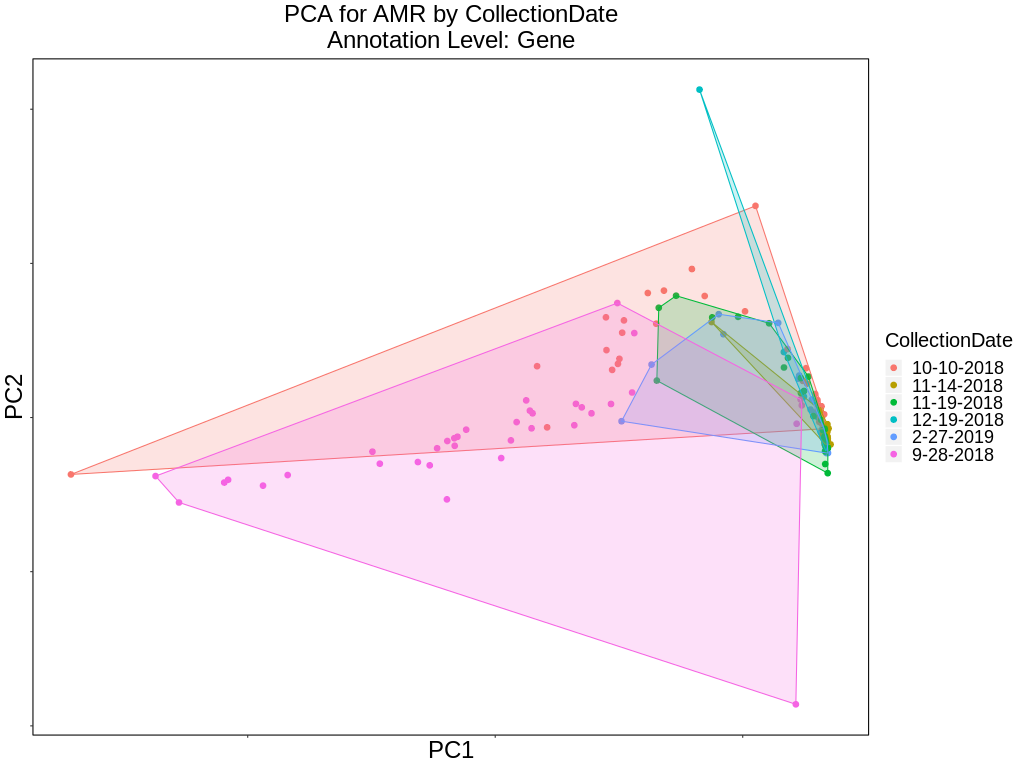 PCA for AMR by CollectionDate
Annotation Level: Gene
PC2
PC1
CollectionDate
10-10-2018
11-14-2018
11-19-2018
12-19-2018
2-27-2019
9-28-2018